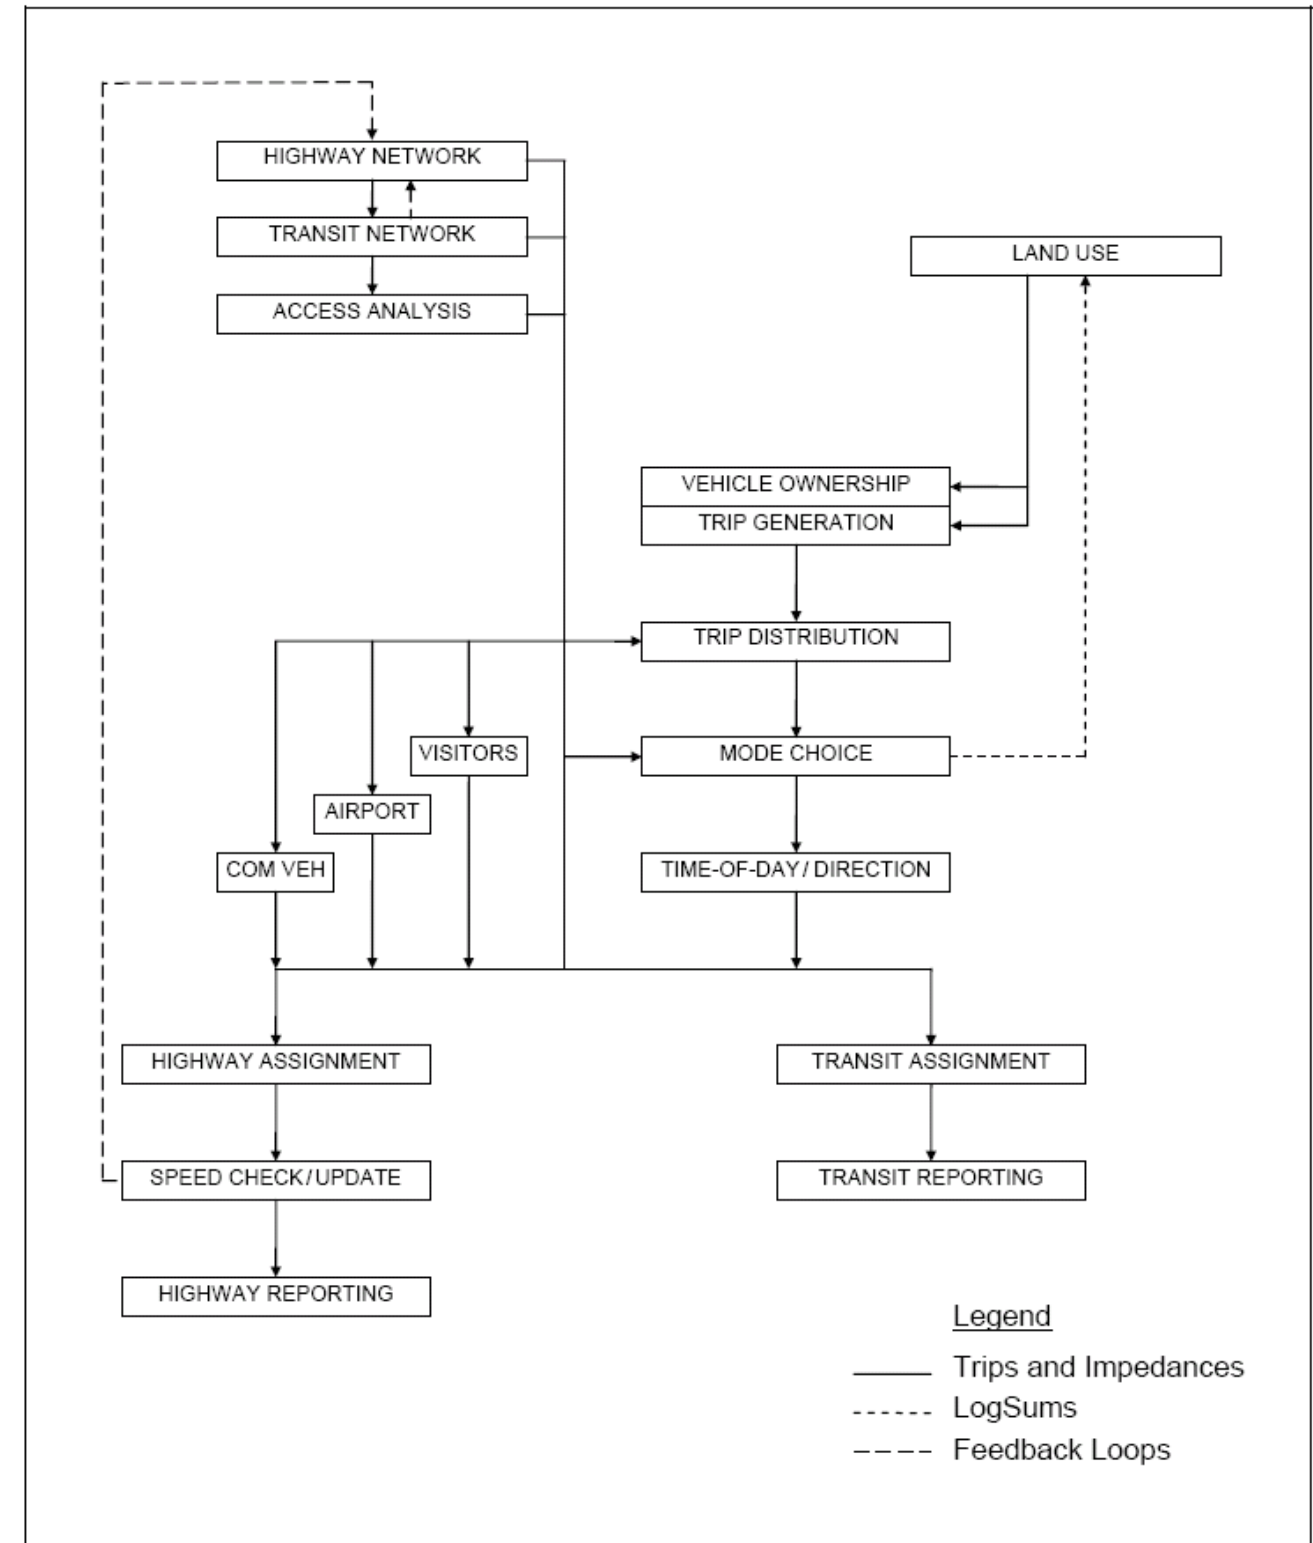 HIGHWAY NETWORK
TRANSIT NETWORK
LAND USE
ACCESS ANALYSIS
VEHICLE OWNERSHIP
TRIP GENERATION
TRIP DISTRIBUTION
VISITORS
MODE CHOICE
AIRPORT
COM VEH
TIME-OF-DAY / DIRECTION
HIGHWAY ASSIGNMENT
TRANSIT ASSIGNMENT
SPEED CHECK / UPDATE
TRANSIT REPORTING
HIGHWAY REPORTING
Legend
Trips and Impedances
LogSums
Feedback Loops